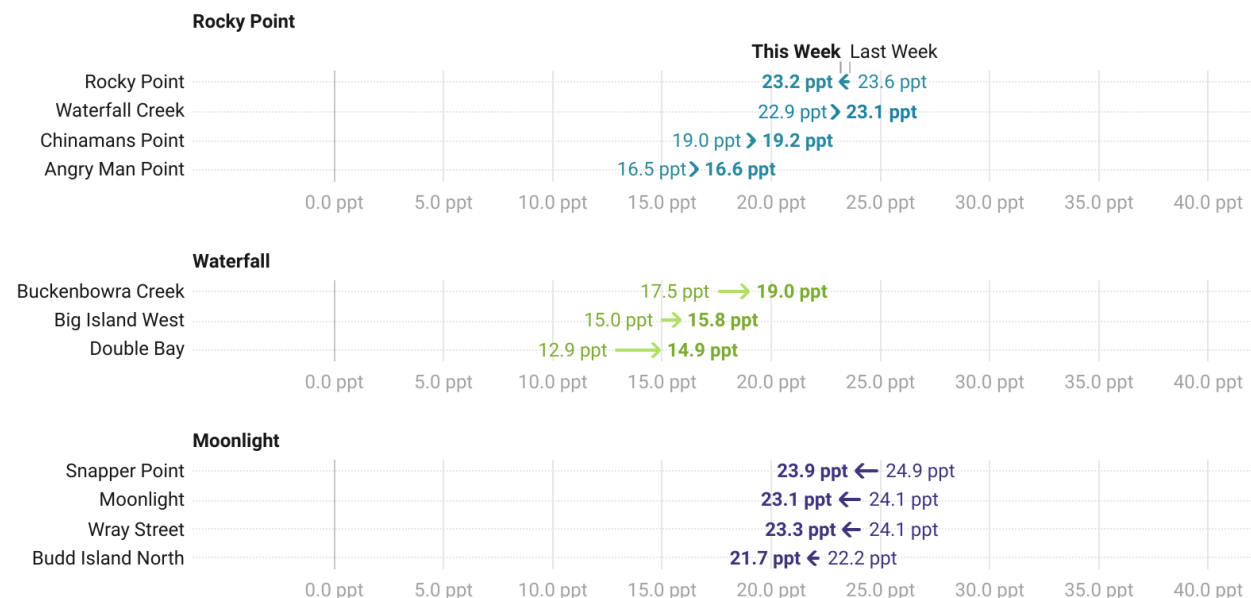 Rocky Point
This Week Last Week
Rocky Point 23.2 ppt 23.6 ppt
Waterfall Creek 22.9 ppt 23.1 ppt
Chinamans Point 19.0 ppt 19.2 ppt
Angry Man Point 16.5 ppt 16.6 ppt
0.0 ppt 5.0 ppt 10.0 ppt 15.0 ppt 20.0 ppt 25.0 ppt 30.0 ppt 35.0 ppt 40.0 ppt
Waterfall
Buckenbowra Creek 17.5 ppt 19.0 ppt
Big Island West 15.0 ppt 15.8 ppt
Double Bay 12.9 ppt 14.9 ppt
0.0 ppt 5.0 ppt 10.0 ppt 15.0 ppt 20.0 ppt 25.0 ppt 30.0 ppt 35.0 ppt 40.0 ppt
Moonlight
Snapper Point 23.9 ppt 24.9 ppt
Moonlight 23.1 ppt 24.1 ppt
Wray Street 23.3 ppt 24.1 ppt
Budd Island North 21.7 ppt 22.2 ppt
0.0 ppt 5.0 ppt 10.0 ppt 15.0 ppt 20.0 ppt 25.0 ppt 30.0 ppt 35.0 ppt 40.0 ppt